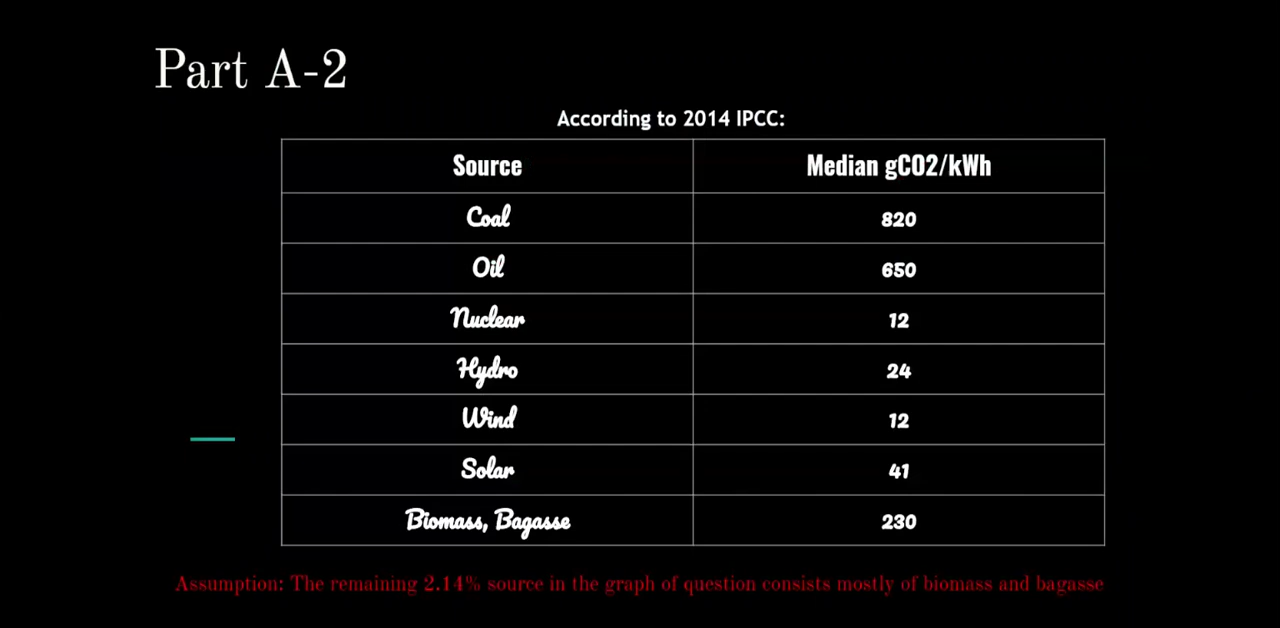 Part A-2
According to 2014 IPCC:
Source Median gCO2/kWh
Coal 820
Oil 650
Nuclear 12
Hydro 24
Wind 12
Solar 41
Biomass, Bagasse 230
Assumption: The remaining 2.14% source in the graph of question consists mostly of biomass and bagasse